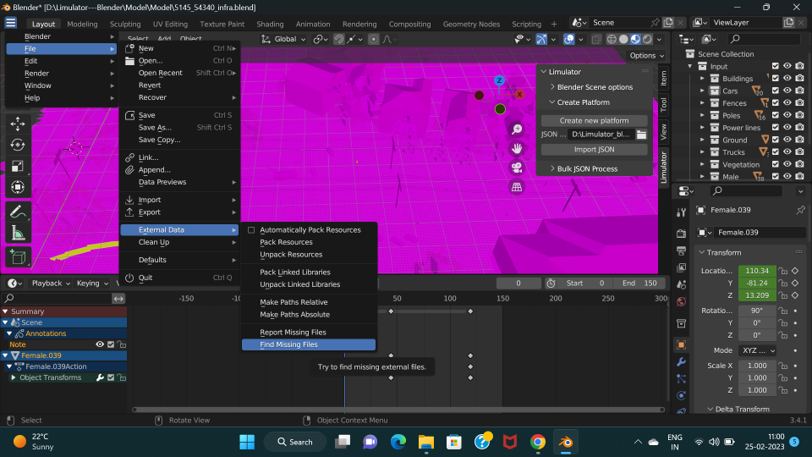 Blender* [D:\Limulator---Blender\Model\Model\5145_54340_infra.blend]
Layout Modeling Sculpting UV Editing Texture Paint Shading Animation Rendering Compositing Geometry Nodes Scripting + Scene ViewLayer
Blender
File
Edit
Render
Window
Help
Select Add Object Global
Options
New Ctrl N
Open... Ctrl O
Open Recent Shift Ctrl O
Revert
Recover
Save Ctrl S
Save As... Shift Ctrl S
Save Copy...
Link...
Append...
Data Previews
Import
Export
External Data
Clean Up
Defaults
Quit Ctrl Q
Automatically Pack Resources
Pack Resources
Unpack Resources
Pack Linked Libraries
Unpack Linked Libraries
Make Paths Relative
Make Paths Absolute
Report Missing Files
Find Missing Files
Try to find missing external files.
Z
X
Limulator
Blender Scene options
Create Platform
Create new platform
JSON ... D:\Limulator_bl...
Import JSON
Bulk JSON Process
Item
Tool
View
Limulator
Scene Collection
Input
Buildings
Cars 20
Fences
Poles 16
Power lines
Ground
Trucks
Vegetation
Male 38
Female.039
Female.039
Transform
Locatio... 110.34
Y -81.24
Z 13.209
Rotatio... 90°
Y 0°
Z 0°
Mode XYZ ...
Scale X 1.000
Y 1.000
Z 1.000
Delta Transform
Playback Keying
0 Start 0 End 150
-150 -100 50 100 150 200 250 300
Summary
Scene
Annotations
Note
Female.039
Female.039Action
Object Transforms
Select Rotate View Object Context Menu 3.4.1
22°C
Sunny
Search
ENG
IN
11:00
25-02-2023
5